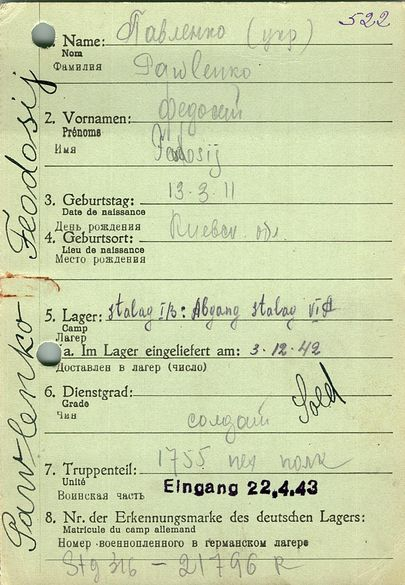 522
1. Name: Павленко (укр)
Nom
Фамилия Pawlenko
2. Vornamen: Федосий
Prénoms
Имя Fedosij
3. Geburtstag: 13.3.11
Date de naissance
День рождения
4. Geburtsort: Киевск. обл.
Lieu de naissance
Место рождения
5. Lager: Stalag I/B: Abgang Stalag VI A
Camp
Лагер
a. Im Lager eingeliefert am: 3.12.42
Доставлен в лагер (число)
6. Dienstgrad: Sold
Grade
Чин солдат
7. Truppenteil: 1755 пех полк
Unité
Воинская часть Eingang 22.4.43
8. Nr. der Erkennungsmarke des deutschen Lagers:
Matricule du camp allemand
Номер военнопленного в германском лагере
Stg 316 - 21796 R
Pawlenko Feodosij